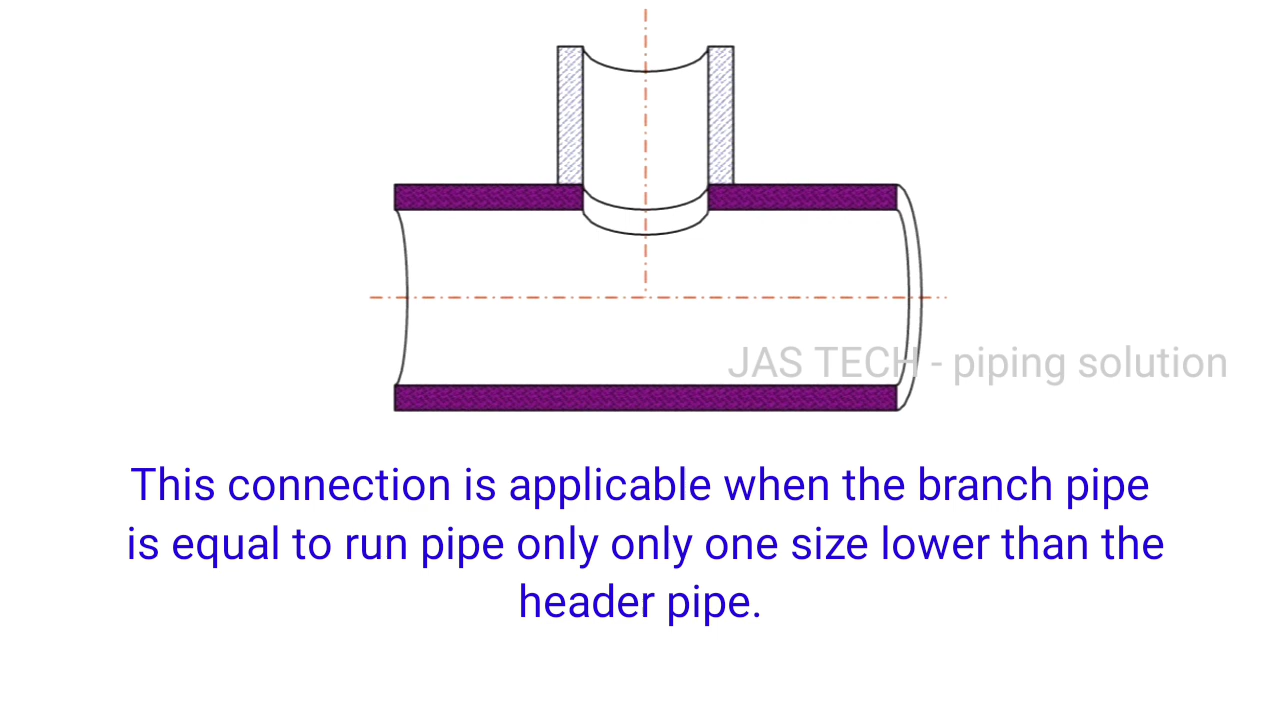 JAS TECH - piping solution
This connection is applicable when the branch pipe
is equal to run pipe only only one size lower than the
header pipe.